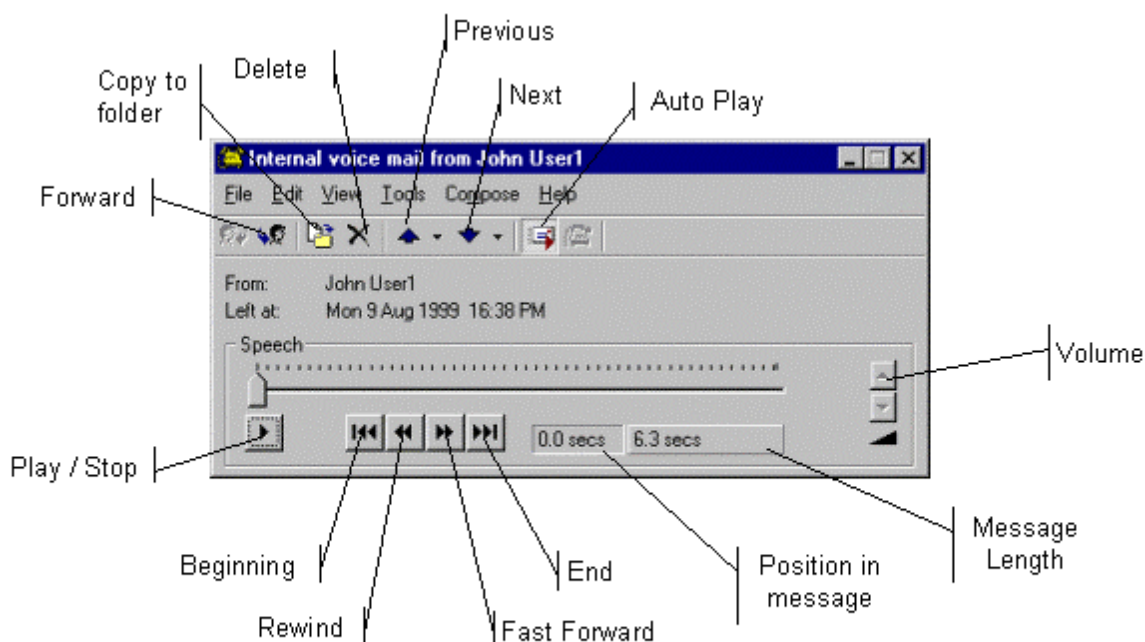 Previous
Delete
Copy to
folder
Next
Auto Play
Internal voice mail from John User1
Forward
File Edit View Tools Compose Help
From: John User1
Left at: Mon 9 Aug 1999 16:38 PM
Speech
Volume
0.0 secs 6.3 secs
Play / Stop
Message
Length
Beginning
End
Position in
message
Rewind
Fast Forward